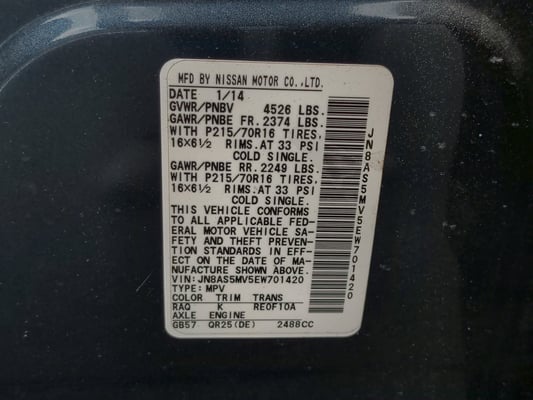 MFD BY NISSAN MOTOR CO.,LTD.
DATE 1/14
GVWR/PNBV 4526 LBS.
GAWR/PNBE FR. 2374 LBS.
WITH P215/70R16 TIRES,
16X6½ RIMS.AT 33 PSI
COLD SINGLE.
GAWR/PNBE RR. 2249 LBS.
WITH P215/70R16 TIRES,
16X6½ RIMS.AT 33 PSI
COLD SINGLE.
THIS VEHICLE CONFORMS
TO ALL APPLICABLE FED-
ERAL MOTOR VEHICLE SA-
FETY AND THEFT PREVEN-
TION STANDARDS IN EFF-
ECT ON THE DATE OF MA-
NUFACTURE SHOWN ABOVE.
VIN: JN8AS5MV5EW701420
TYPE: MPV
COLOR TRIM TRANS
RAQ K RE0F10A
AXLE ENGINE
GB57 QR25(DE) 2488CC
JN8AS5MV5EW701420